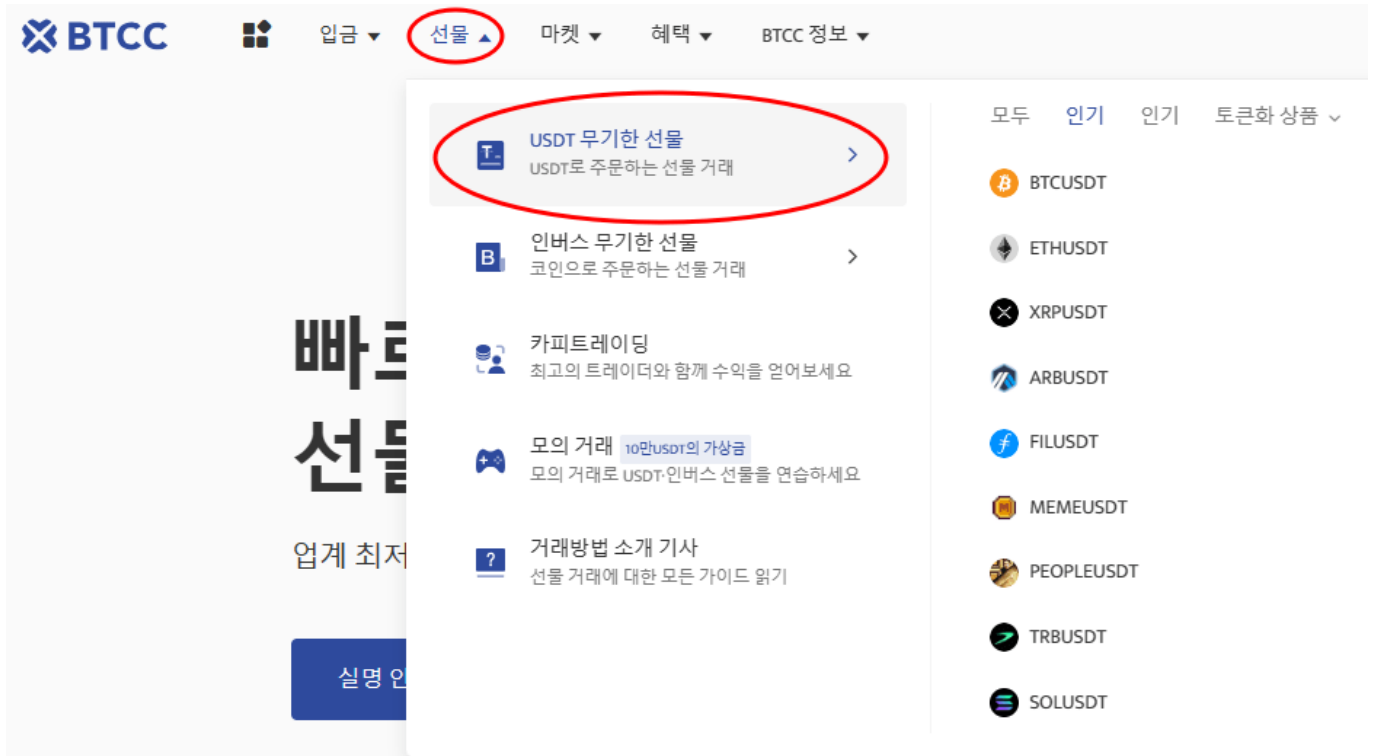 BTCC
입금
선물
마켓
혜택
BTCC 정보
USDT 무기한 선물
USDT로 주문하는 선물 거래
B
인버스 무기한 선물
코인으로 주문하는 선물 거래
카피트레이딩
최고의 트레이더와 함께 수익을 얻어보세요
모의 거래 10만USDT의 가상금
모의 거래로 USDT·인버스 선물을 연습하세요
?
거래방법 소개 기사
선물 거래에 대한 모든 가이드 읽기
모두 인기 인기 토큰화 상품
BTCUSDT
ETHUSDT
XRPUSDT
ARBUSDT
FILUSDT
MEMEUSDT
PEOPLEUSDT
TRBUSDT
SOLUSDT
빠르
선물
업계 최저
실명 인